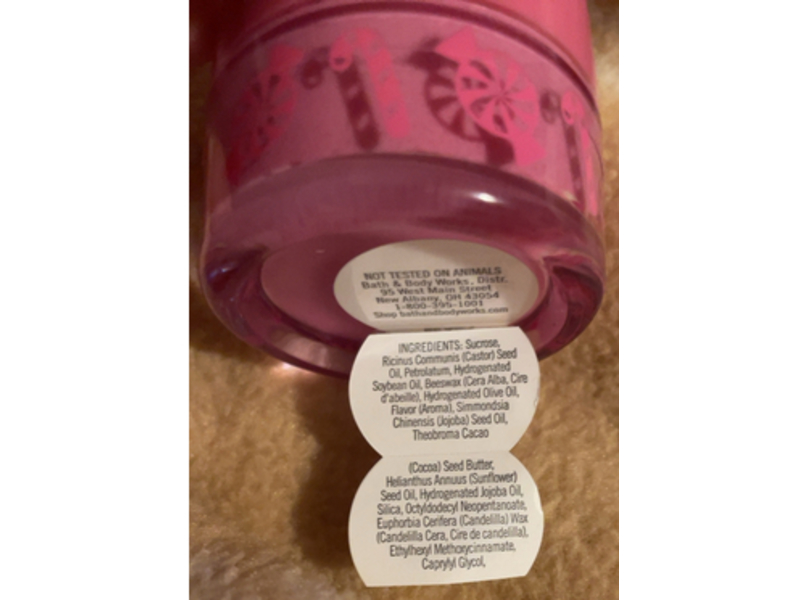 NOT TESTED ON ANIMALS
Bath & Body Works, Distr.
95 West Main Street
New Albany, OH 43054
1-800-395-1001
Shop bathandbodyworks.com
INGREDIENTS: Sucrose,
Ricinus Communis (Castor) Seed
Oil, Petrolatum, Hydrogenated
Soybean Oil, Beeswax (Cera Alba, Cire
d'abeille), Hydrogenated Olive Oil,
Flavor (Aroma), Simmondsia
Chinensis (Jojoba) Seed Oil,
Theobroma Cacao
(Cocoa) Seed Butter,
Helianthus Annuus (Sunflower)
Seed Oil, Hydrogenated Jojoba Oil,
Silica, Octyldodecyl Neopentanoate,
Euphorbia Cerifera (Candelilla) Wax
(Candelilla Cera, Cire de candelilla),
Ethylhexyl Methoxycinnamate,
Caprylyl Glycol,